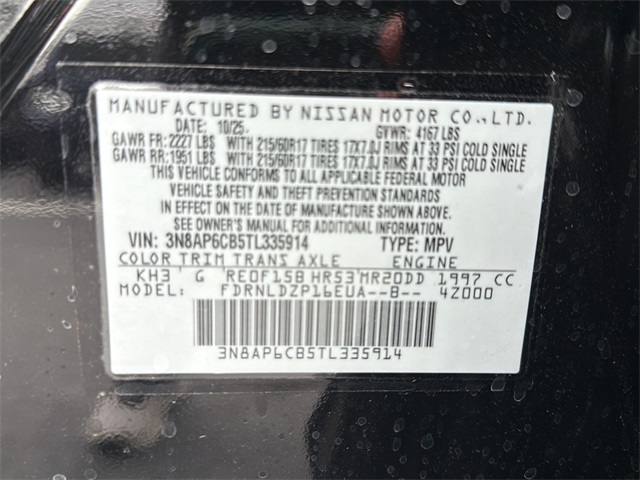 MANUFACTURED BY NISSAN MOTOR CO.,LTD.
DATE: 10/25 GVWR: 4167 LBS
GAWR FR: 2227 LBS WITH 215/60R17 TIRES 17X7.0J RIMS AT 33 PSI COLD SINGLE
GAWR RR: 1951 LBS WITH 215/60R17 TIRES 17X7.0J RIMS AT 33 PSI COLD SINGLE
THIS VEHICLE CONFORMS TO ALL APPLICABLE FEDERAL MOTOR
VEHICLE SAFETY AND THEFT PREVENTION STANDARDS
IN EFFECT ON THE DATE OF MANUFACTURE SHOWN ABOVE.
SEE OWNER'S MANUAL FOR ADDITIONAL INFORMATION
VIN: 3N8AP6CB5TL335914 TYPE: MPV
COLOR TRIM TRANS AXLE ENGINE
KH3 G RE0F15B HR53 MR20DD 1997 CC
MODEL: FDRNLDZP16EUA--B-- 4Z000
3N8AP6CB5TL335914